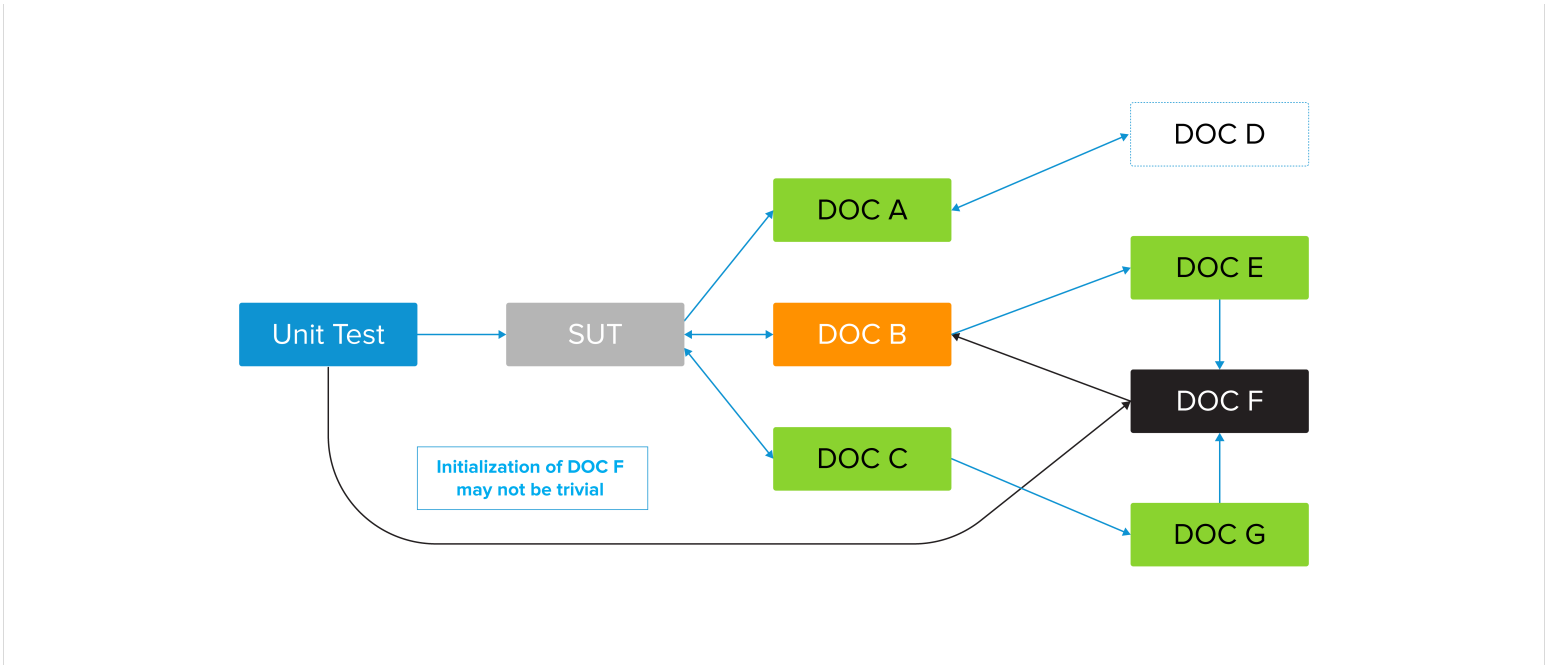 DOC D
DOC A
DOC E
Unit Test
SUT
DOC B
DOC F
DOC C
Initialization of DOC F
may not be trivial
DOC G